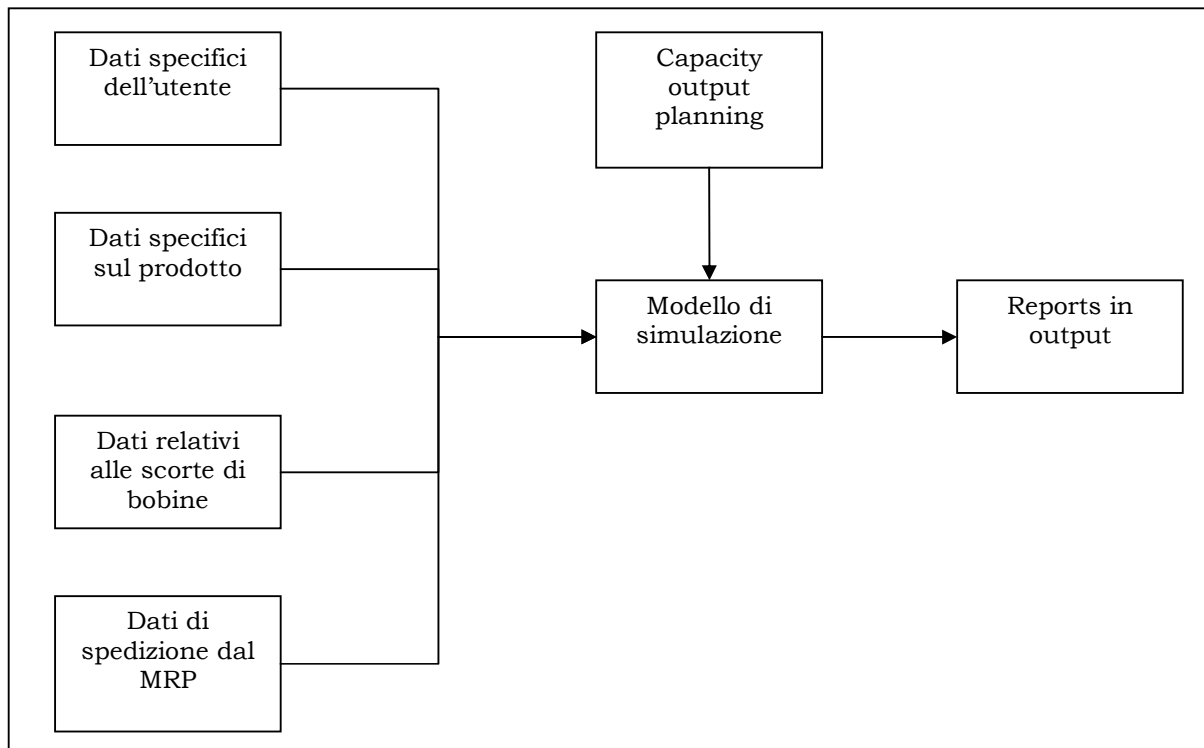 Dati specifici
dell’utente
Capacity
output
planning
Dati specifici
sul prodotto
Modello di
simulazione
Reports in
output
Dati relativi
alle scorte di
bobine
Dati di
spedizione dal
MRP